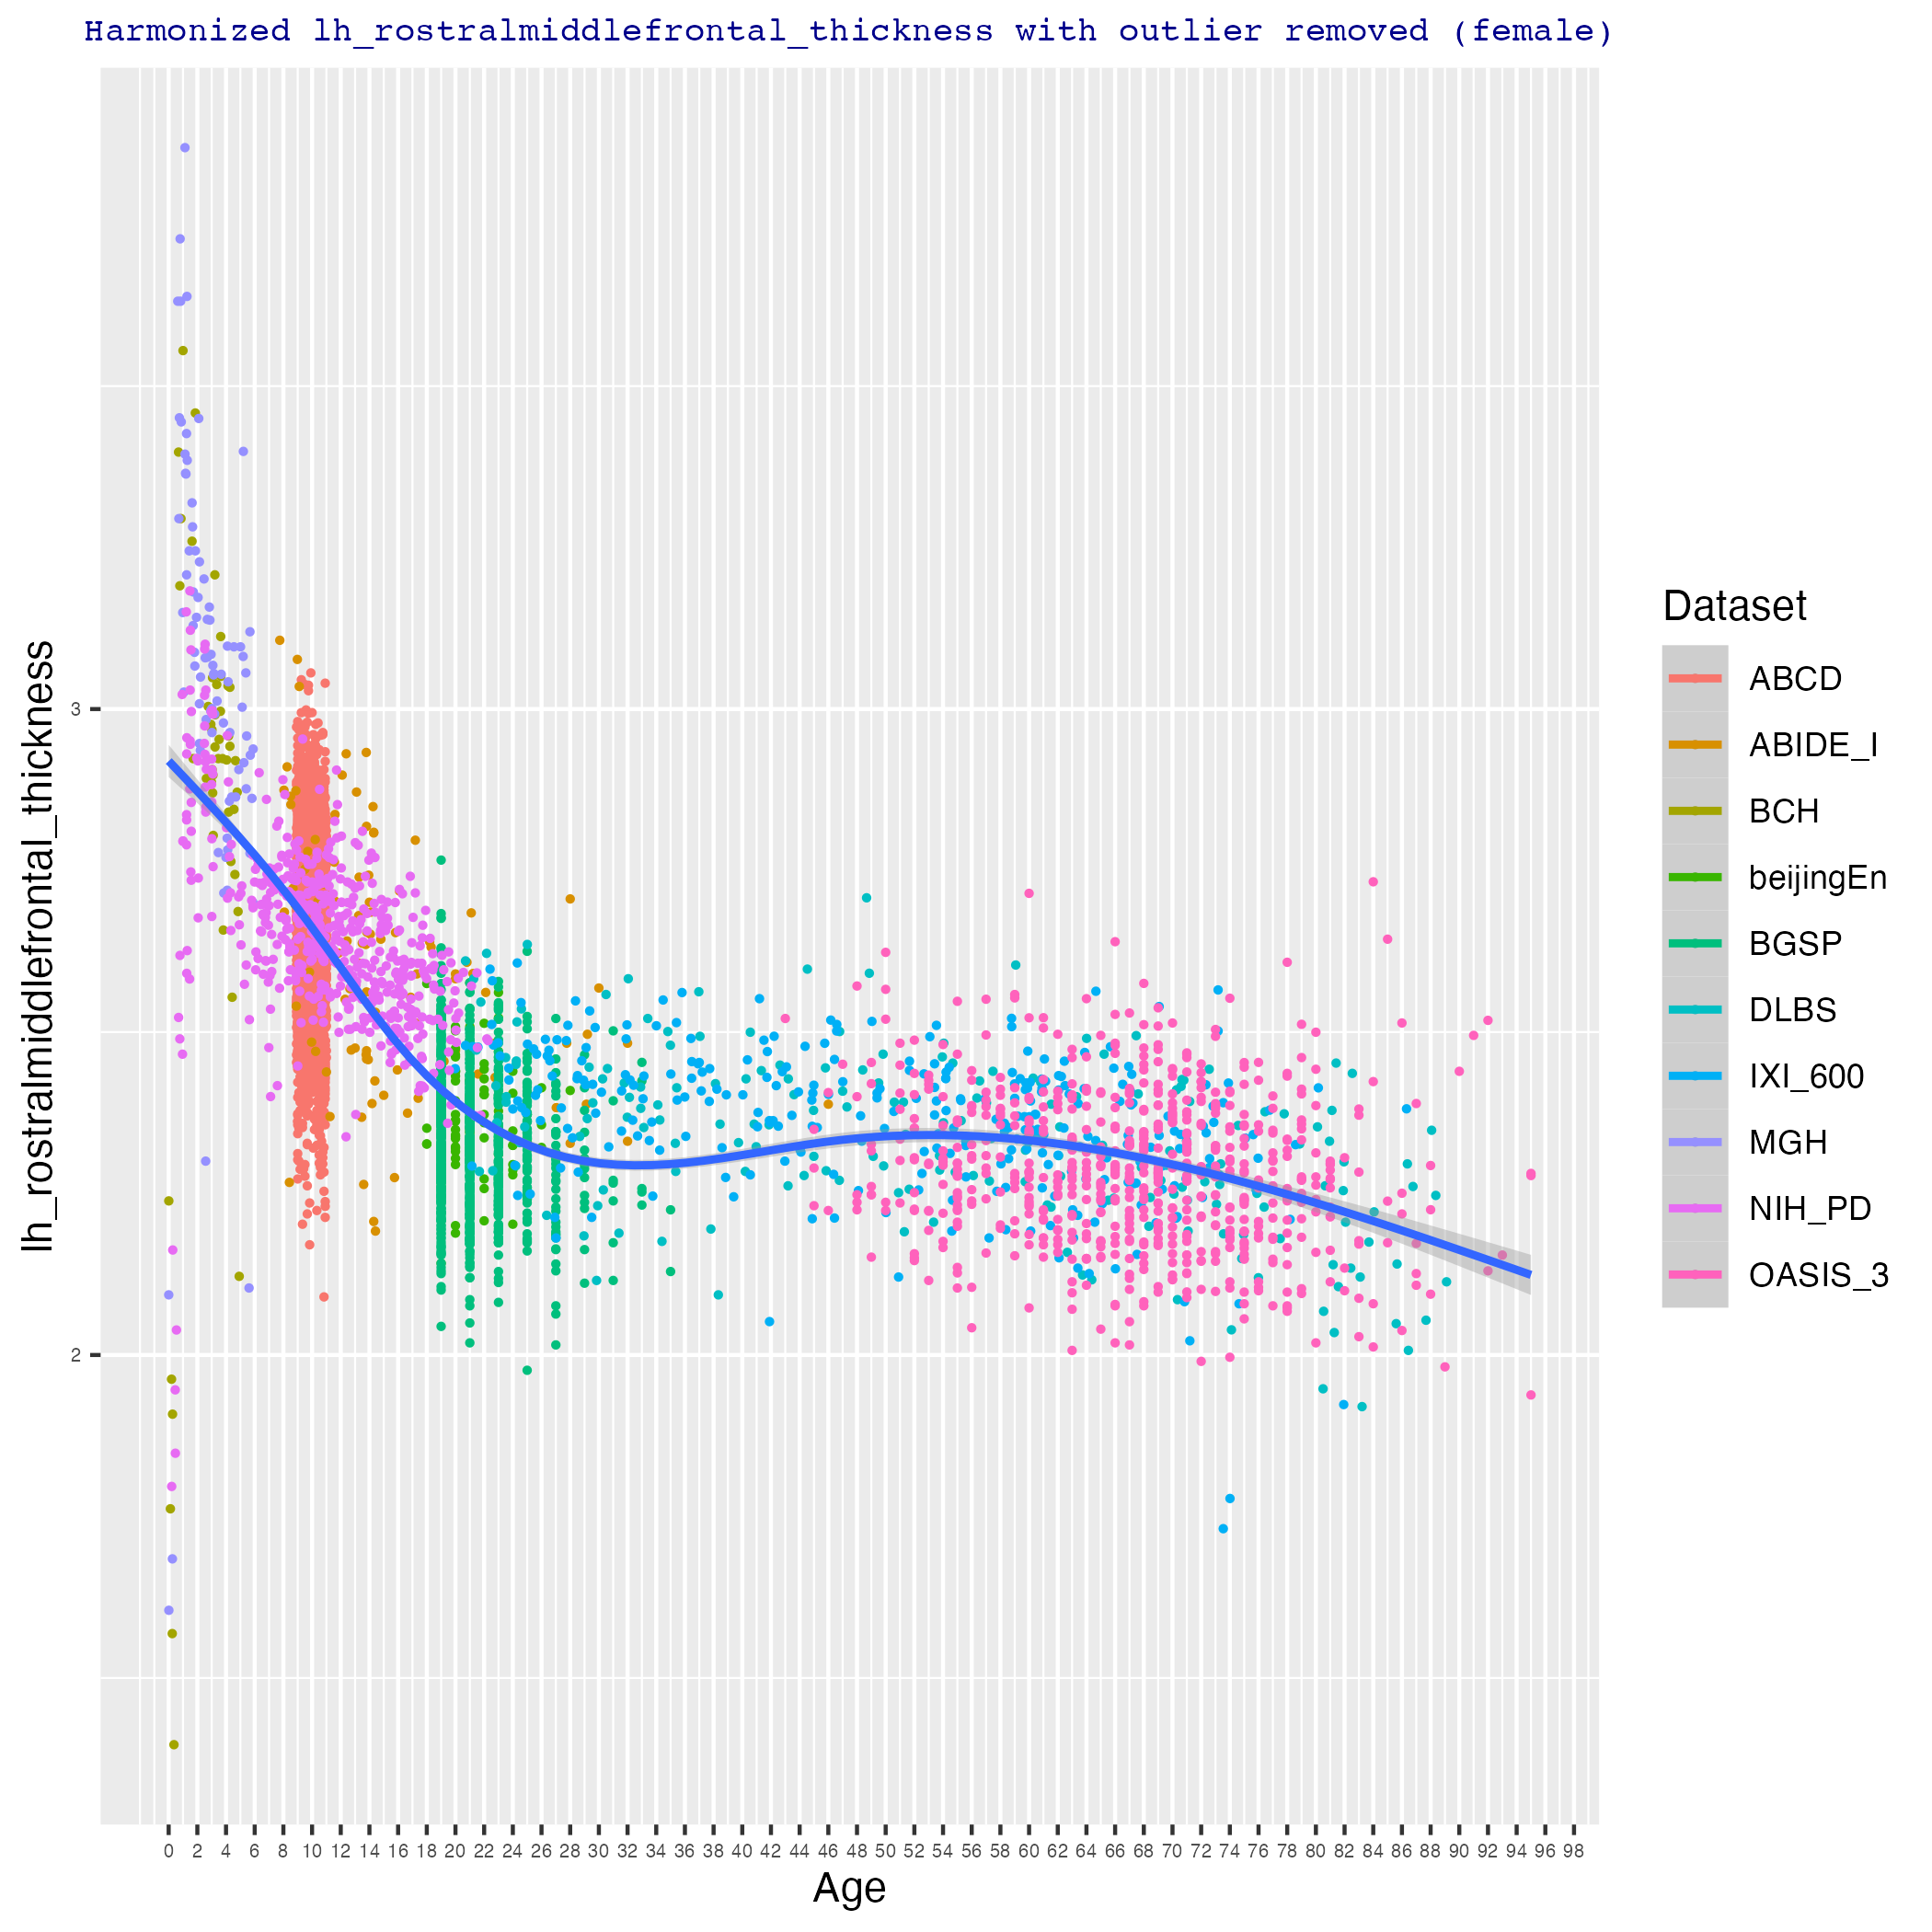 Harmonized lh_rostralmiddlefrontal_thickness with outlier removed (female)
lh_rostralmiddlefrontal_thickness
3
2
0 2 4 6 8 10 12 14 16 18 20 22 24 26 28 30 32 34 36 38 40 42 44 46 48 50 52 54 56 58 60 62 64 66 68 70 72 74 76 78 80 82 84 86 88 90 92 94 96 98
Age
Dataset
ABCD
ABIDE_I
BCH
beijingEn
BGSP
DLBS
IXI_600
MGH
NIH_PD
OASIS_3